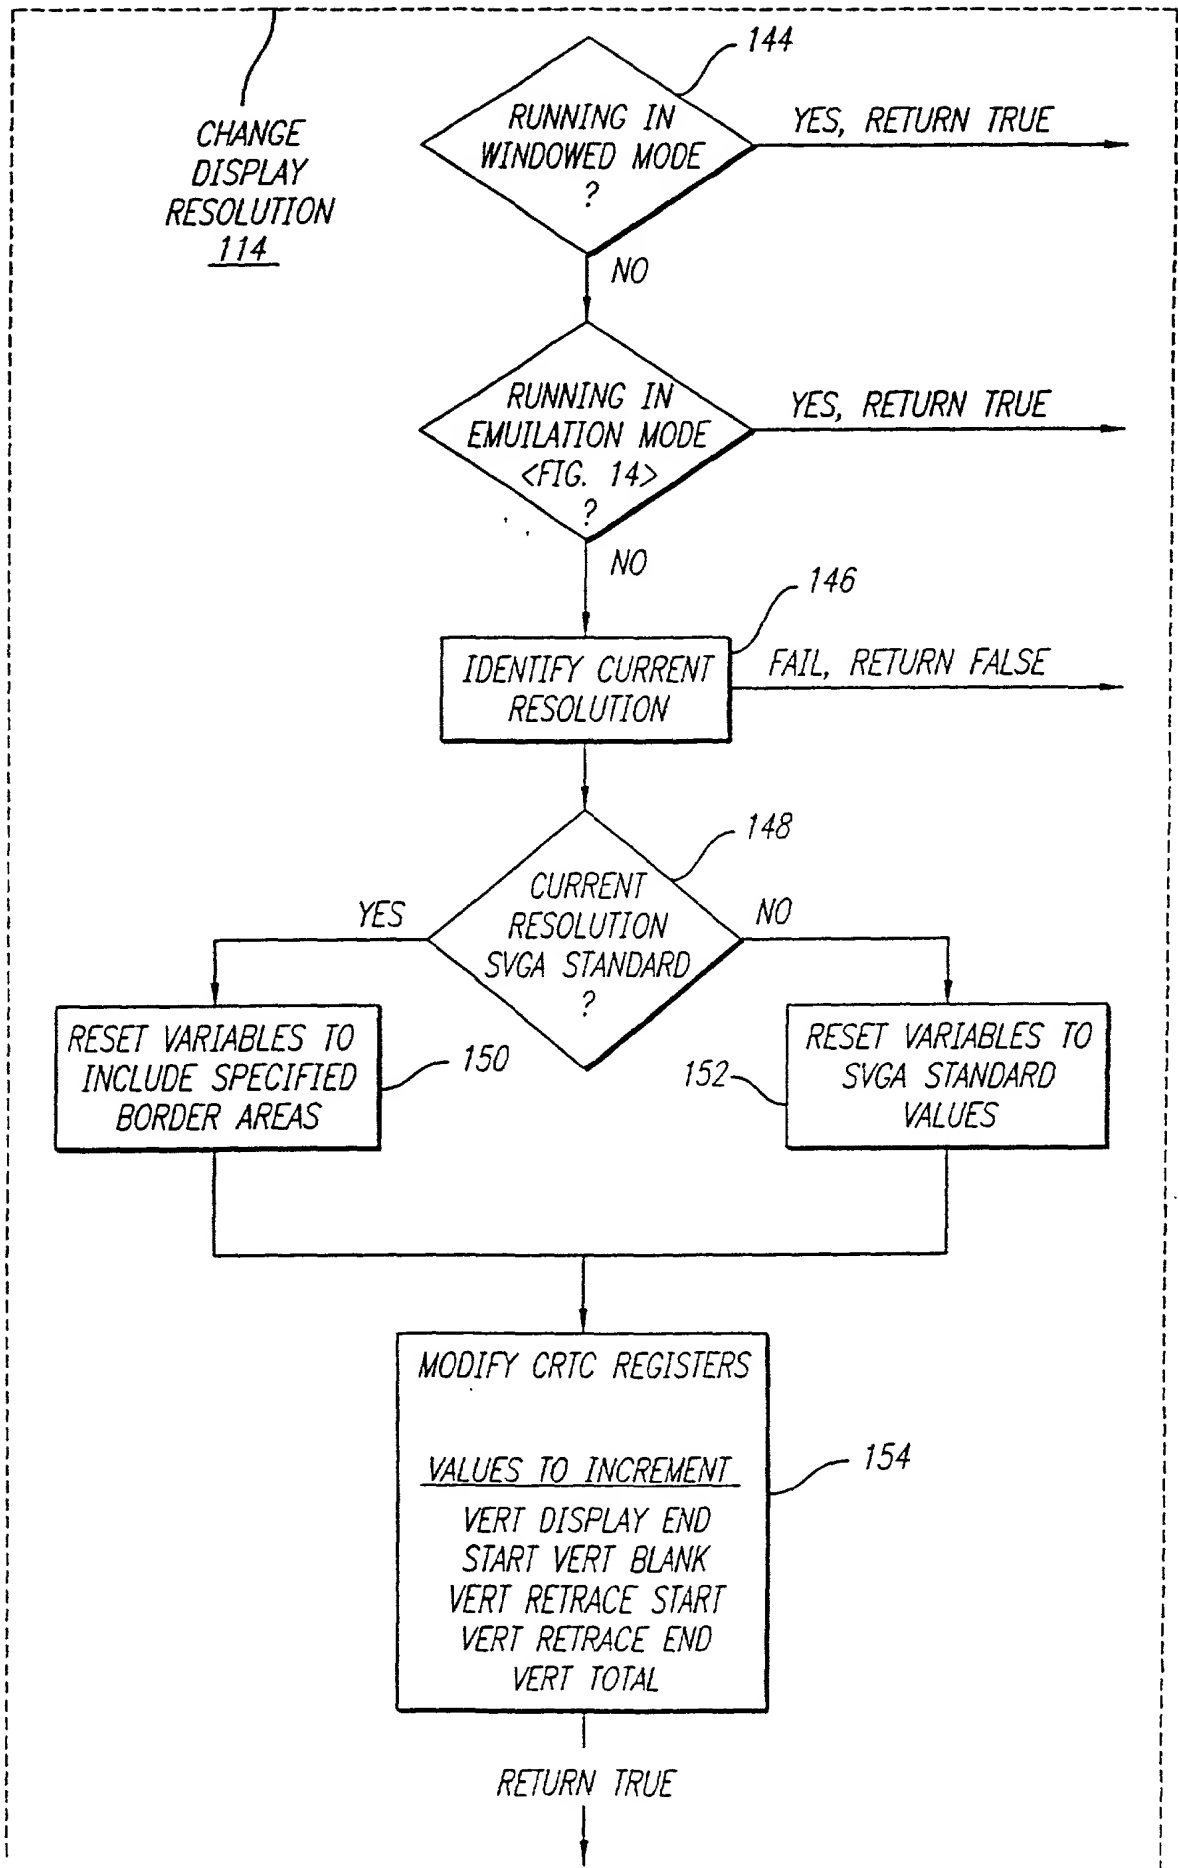 144
RUNNING IN
WINDOWED MODE
?
YES, RETURN TRUE
CHANGE
DISPLAY
RESOLUTION
114
NO
RUNNING IN
EMUILATION MODE
<FIG. 14>
?
YES, RETURN TRUE
NO
146
IDENTIFY CURRENT
RESOLUTION
FAIL, RETURN FALSE
148
CURRENT
RESOLUTION
SVGA STANDARD
?
YES
NO
RESET VARIABLES TO
INCLUDE SPECIFIED
BORDER AREAS
150
152
RESET VARIABLES TO
SVGA STANDARD
VALUES
MODIFY CRTC REGISTERS
VALUES TO INCREMENT
VERT DISPLAY END
START VERT BLANK
VERT RETRACE START
VERT RETRACE END
VERT TOTAL
154
RETURN TRUE